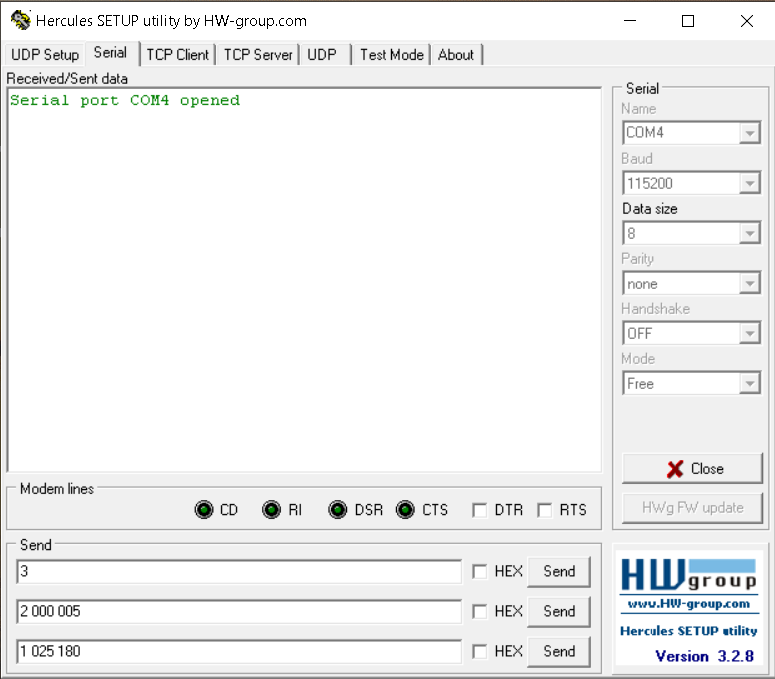 Hercules SETUP utility by HW-group.com
UDP Setup Serial TCP Client TCP Server UDP Test Mode About
Received/Sent data
Serial port COM4 opened
Serial
Name
COM4
Baud
115200
Data size
8
Parity
none
Handshake
OFF
Mode
Free
Close
HWg FW update
Modem lines
CD RI DSR CTS DTR RTS
Send
3 HEX Send
2 000 005 HEX Send
1 025 180 HEX Send
HWgroup
www.HW-group.com
Hercules SETUP utility
Version 3.2.8